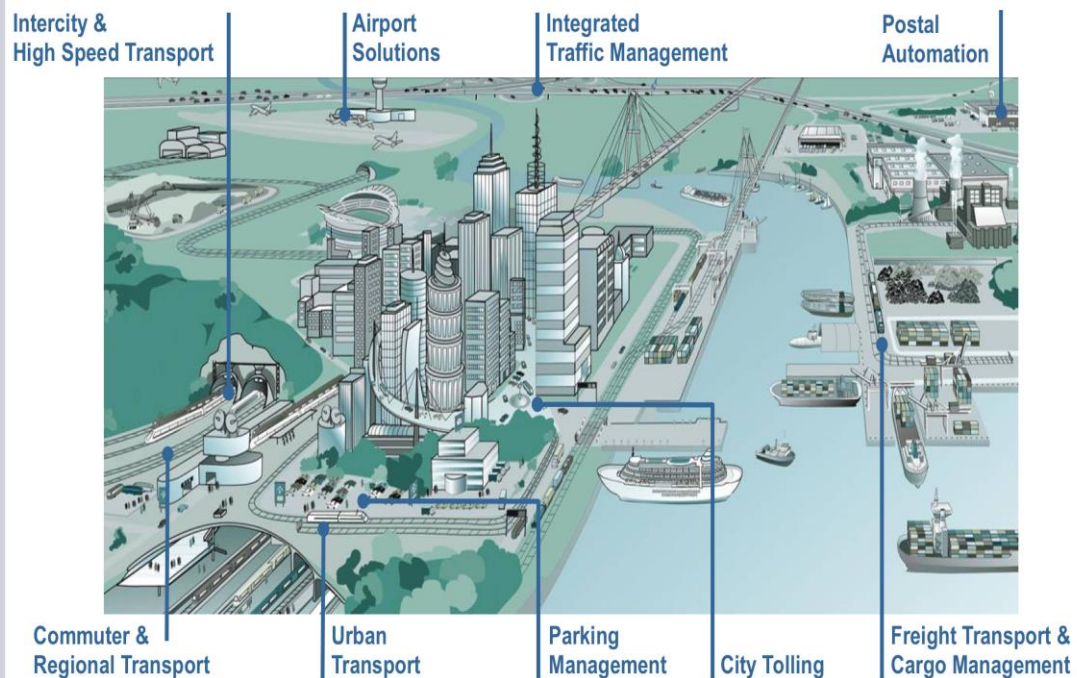 Intercity &
High Speed Transport
Airport
Solutions
Integrated
Traffic Management
Postal
Automation
Commuter &
Regional Transport
Urban
Transport
Parking
Management
City Tolling
Freight Transport &
Cargo Management